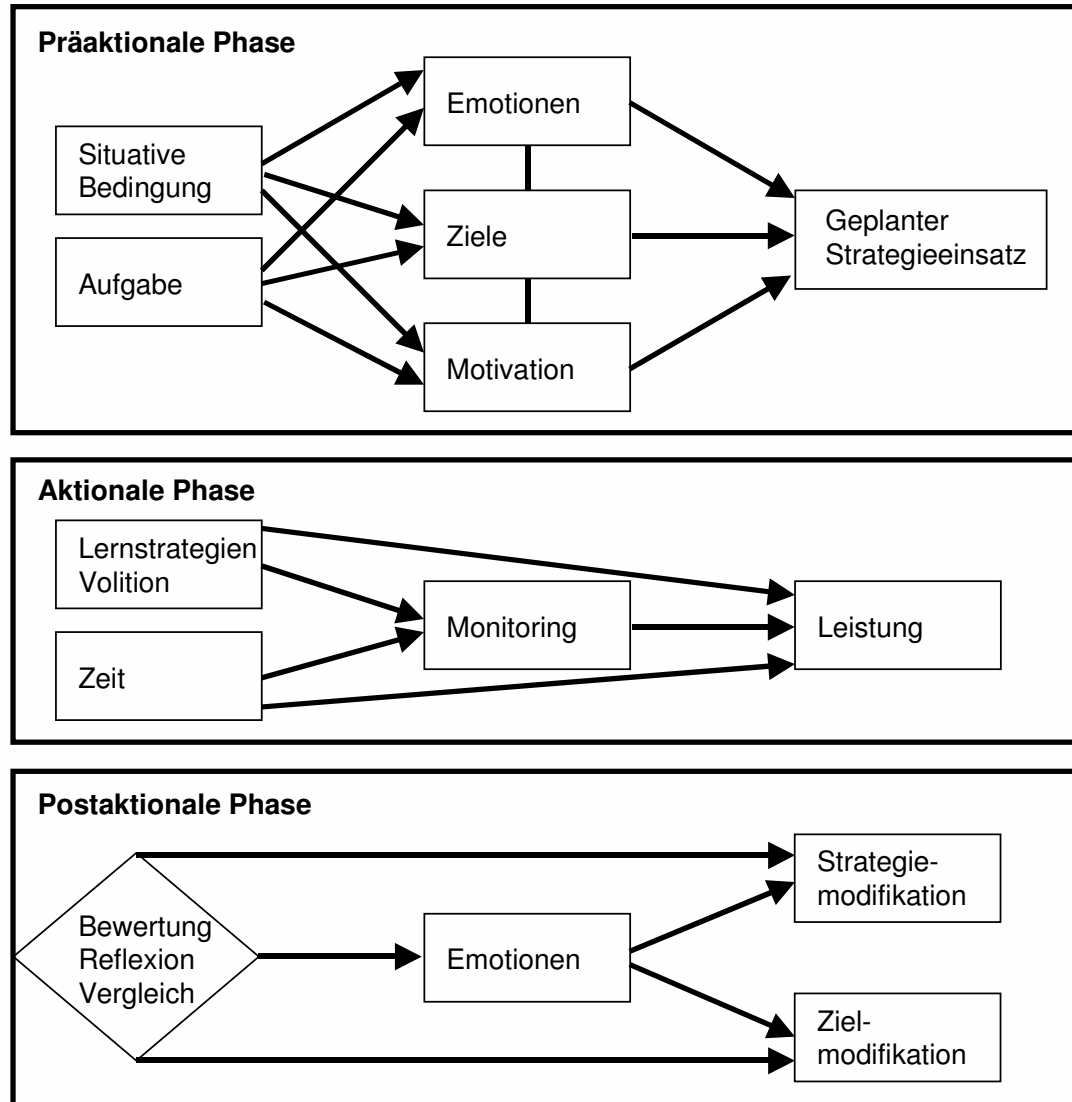 Präaktionale Phase
Situative
Bedingung
Aufgabe
Emotionen
Ziele
Motivation
Geplanter
Strategieeinsatz
Aktionale Phase
Lernstrategien
Volition
Zeit
Monitoring
Leistung
Postaktionale Phase
Bewertung
Reflexion
Vergleich
Emotionen
Strategie-
modifikation
Ziel-
modifikation